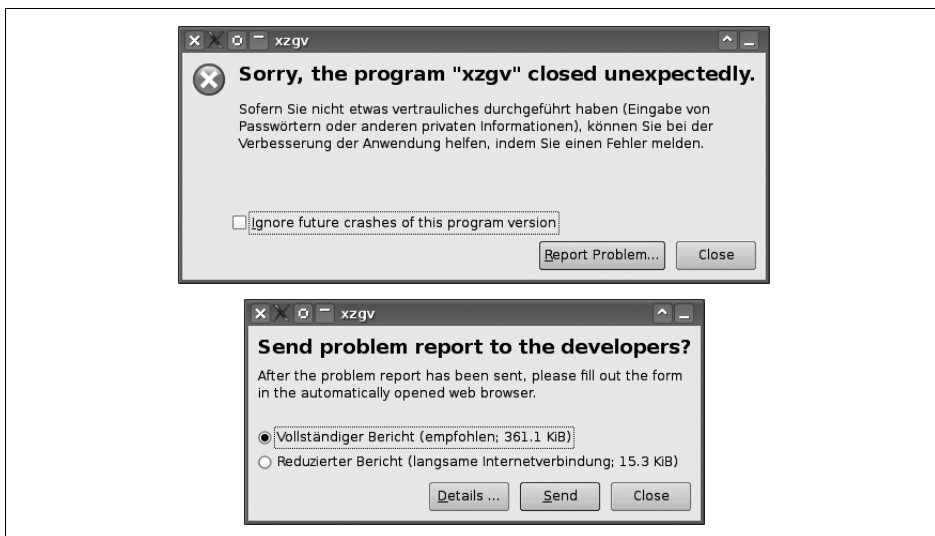 xzgv
Sorry, the program "xzgv" closed unexpectedly.
Sofern Sie nicht etwas vertrauliches durchgeführt haben (Eingabe von
Passwörtern oder anderen privaten Informationen), können Sie bei der
Verbesserung der Anwendung helfen, indem Sie einen Fehler melden.
Ignore future crashes of this program version
Report Problem... Close
xzgv
Send problem report to the developers?
After the problem report has been sent, please fill out the form
in the automatically opened web browser.
Vollständiger Bericht (empfohlen; 361.1 KiB)
Reduzierter Bericht (langsame Internetverbindung; 15.3 KiB)
Details ... Send Close